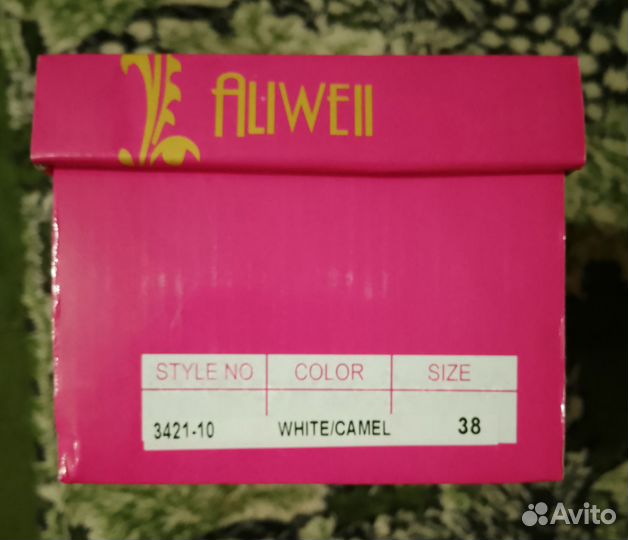 ALIWEII
STYLE NO COLOR SIZE
3421-10 WHITE/CAMEL 38
Avito